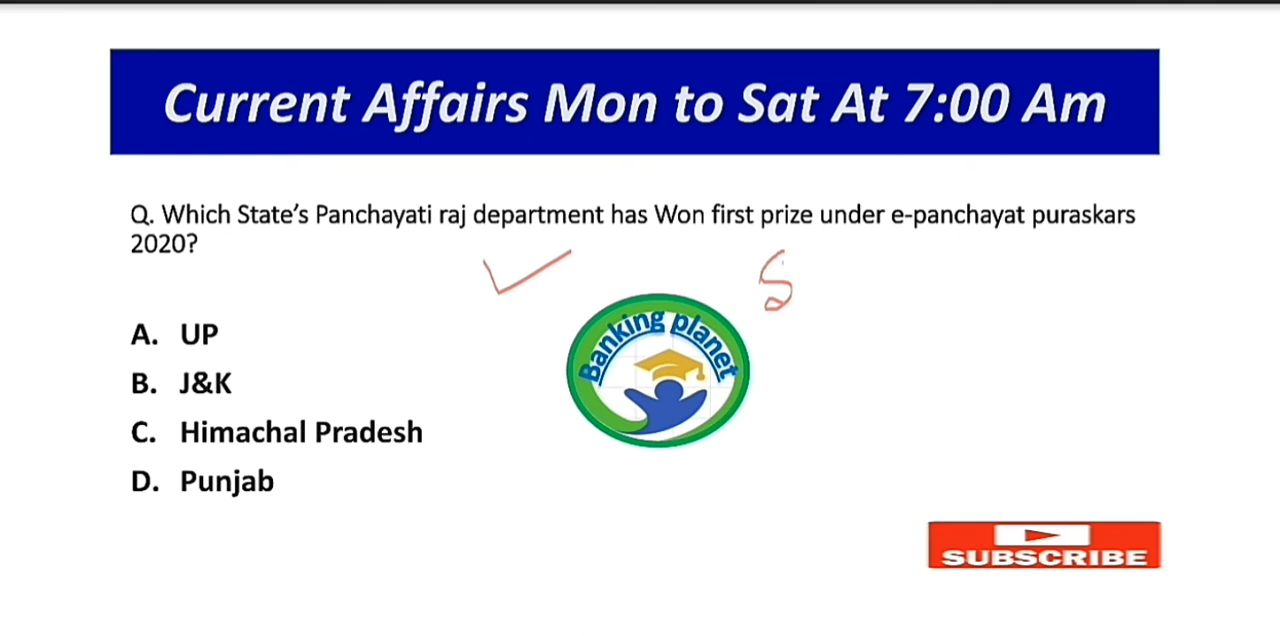 Current Affairs Mon to Sat At 7:00 Am
Q. Which State's Panchayati raj department has Won first prize under e-panchayat puraskars
2020?
S
Banking planet
A. UP
B. J&K
C. Himachal Pradesh
D. Punjab
SUBSCRIBE